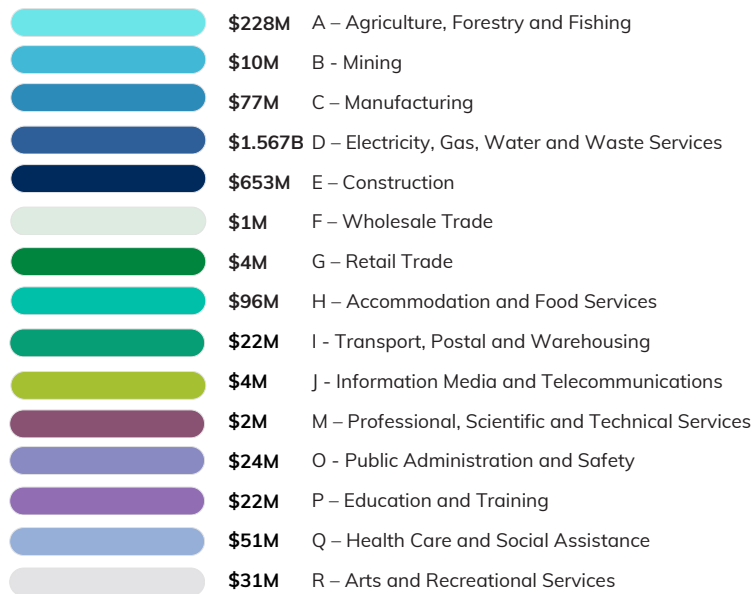 $228M A – Agriculture, Forestry and Fishing
$10M B - Mining
$77M C – Manufacturing
$1.567B D – Electricity, Gas, Water and Waste Services
$653M E – Construction
$1M F – Wholesale Trade
$4M G – Retail Trade
$96M H – Accommodation and Food Services
$22M I - Transport, Postal and Warehousing
$4M J - Information Media and Telecommunications
$2M M – Professional, Scientific and Technical Services
$24M O - Public Administration and Safety
$22M P – Education and Training
$51M Q – Health Care and Social Assistance
$31M R – Arts and Recreational Services